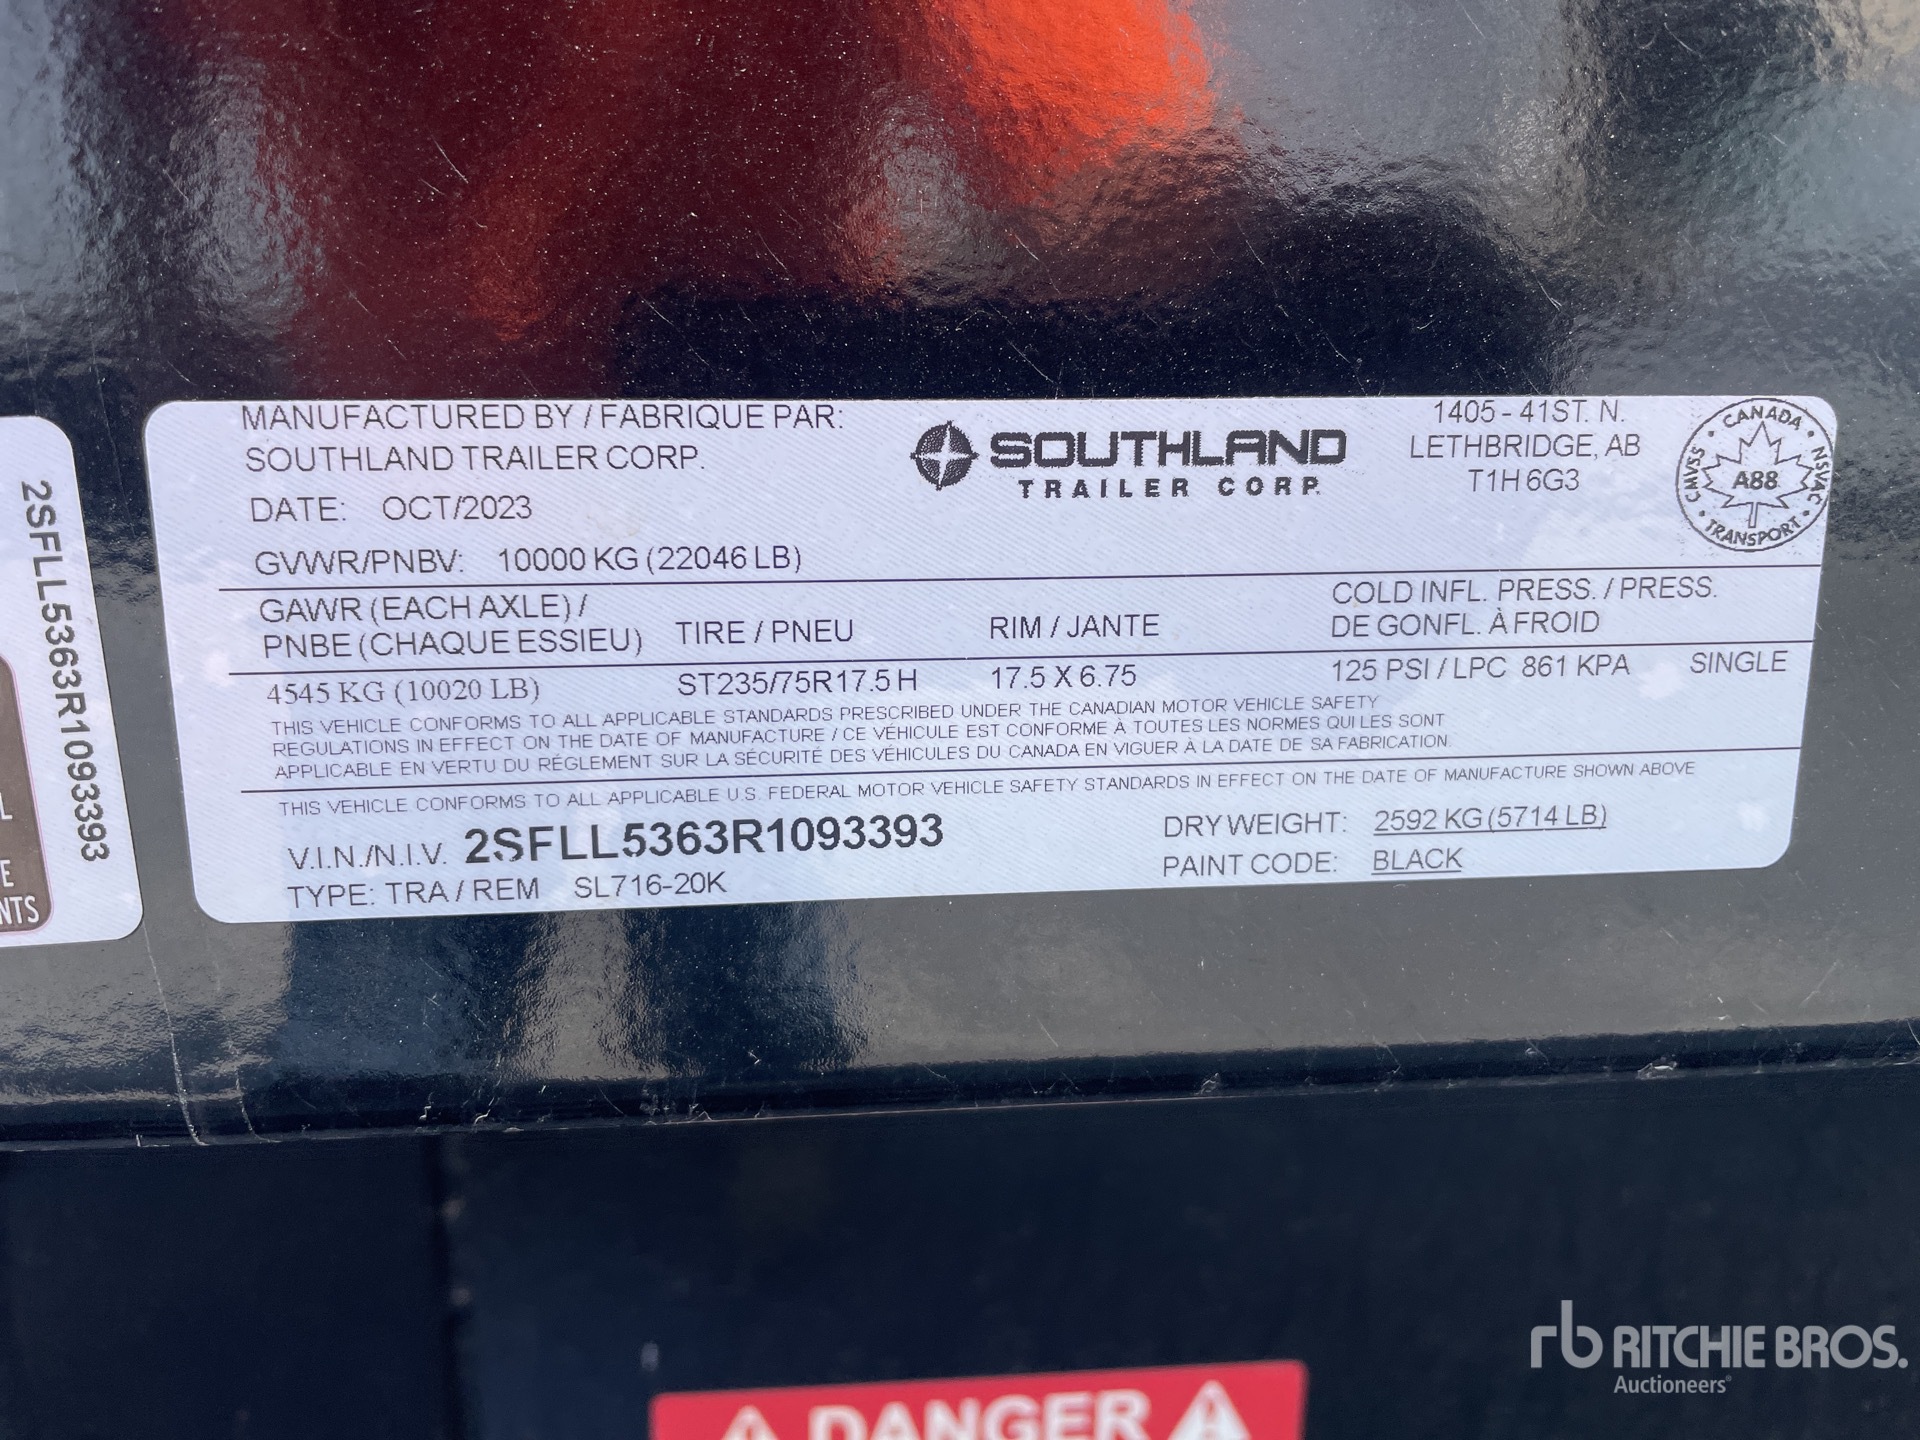 MANUFACTURED BY / FABRIQUE PAR:
SOUTHLAND TRAILER CORP.
DATE: OCT/2023
GVWR/PNBV: 10000 KG (22046 LB)
SOUTHLAND
TRAILER CORP.
1405 - 41ST. N.
LETHBRIDGE, AB
T1H 6G3
CANADA
CMVSS A88 NSVAC
TRANSPORT
GAWR (EACH AXLE) /
PNBE (CHAQUE ESSIEU) TIRE / PNEU RIM / JANTE
COLD INFL. PRESS. / PRESS.
DE GONFL. À FROID
4545 KG (10020 LB) ST235/75R17.5 H 17.5 X 6.75 125 PSI / LPC 861 KPA SINGLE
THIS VEHICLE CONFORMS TO ALL APPLICABLE STANDARDS PRESCRIBED UNDER THE CANADIAN MOTOR VEHICLE SAFETY
REGULATIONS IN EFFECT ON THE DATE OF MANUFACTURE / CE VÉHICULE EST CONFORME À TOUTES LES NORMES QUI LES SONT
APPLICABLE EN VERTU DU RÈGLEMENT SUR LA SÉCURITÉ DES VÉHICULES DU CANADA EN VIGUER À LA DATE DE SA FABRICATION.
THIS VEHICLE CONFORMS TO ALL APPLICABLE U.S. FEDERAL MOTOR VEHICLE SAFETY STANDARDS IN EFFECT ON THE DATE OF MANUFACTURE SHOWN ABOVE
V.I.N./N.I.V. 2SFLL5363R1093393 DRY WEIGHT: 2592 KG (5714 LB)
TYPE: TRA / REM SL716-20K PAINT CODE: BLACK
2SFLL5363R1093393
DANGER
rb RITCHIE BROS.
Auctioneers